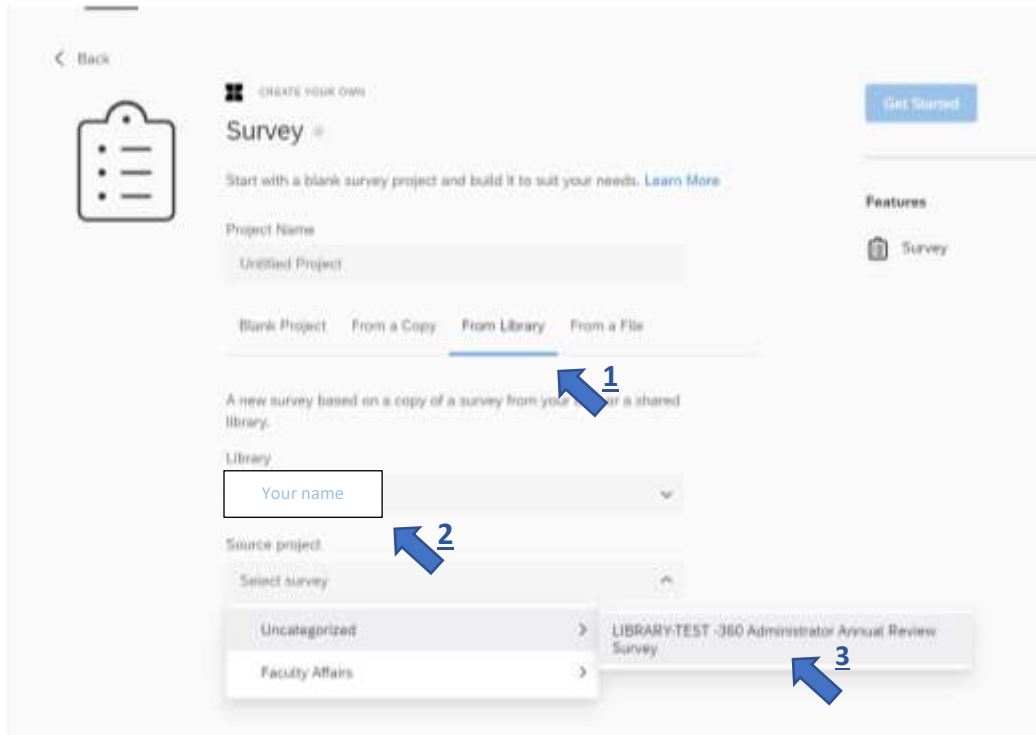 Back
CREATE YOUR OWN
Survey
Get Started
Start with a blank survey project and build it to suit your needs. Learn More
Features
Survey
Project Name
Untitled Project
Blank Project From a Copy From Library From a File
1
A new survey based on a copy of a survey from your or a shared
library.
Library
Your name
2
Source project
Select survey
Uncategorized
LIBRARY-TEST -360 Administrator Annual Review
Survey
3
Faculty Affairs